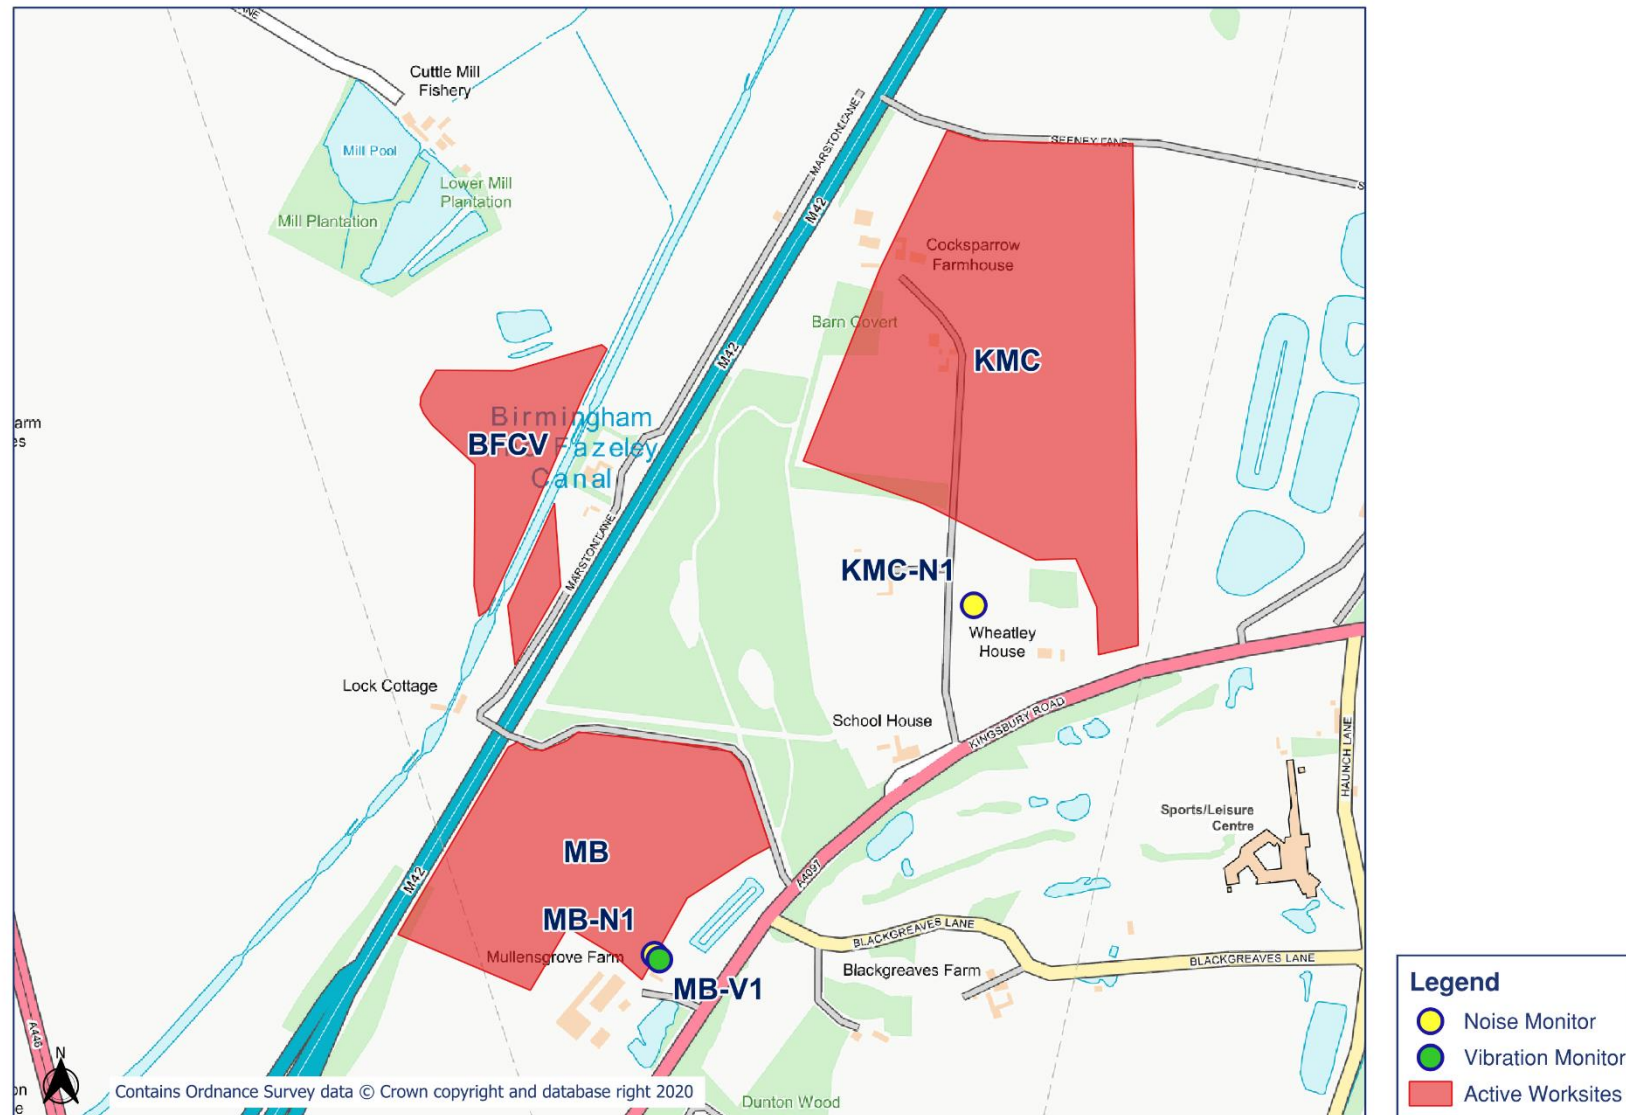 Cuttle Mill
Fishery
Mill Pool
Lower Mill
Plantation
Mill Plantation
MARSTON LANE
M42
SEENEY LANE
Cocksparrow
Farmhouse
Barn Covert
KMC
M42
arm
es
Birmingham
Fazeley
Canal
BFCV
MARSTON LANE
KMC-N1
Wheatley
House
Lock Cottage
School House
KINGSBURY ROAD
HAUNCH LANE
Sports/Leisure
Centre
MB
M42
A4097
MB-N1
Mullensgrove Farm
MB-V1
BLACKGREAVES LANE
BLACKGREAVES LANE
Blackgreaves Farm
A446
N
on
e
Contains Ordnance Survey data © Crown copyright and database right 2020
Dunton Wood
Legend
Noise Monitor
Vibration Monitor
Active Worksites